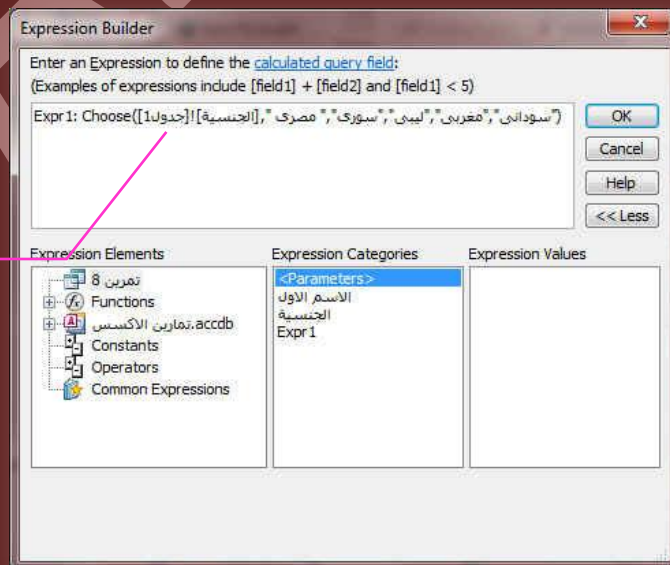 Expression Builder
Enter an Expression to define the calculated query field:
(Examples of expressions include [field1] + [field2] and [field1] < 5)
Expr1: Choose([جدول1]![الجنسية]," مصرى ","سورى","ليبى","مغربى","سودانى")
OK
Cancel
Help
<< Less
Expression Elements
تمرين 8
Functions
تمارين الاكسس.accdb
Constants
Operators
Common Expressions
Expression Categories
<Parameters>
الاسم الاول
الجنسية
Expr1
Expression Values